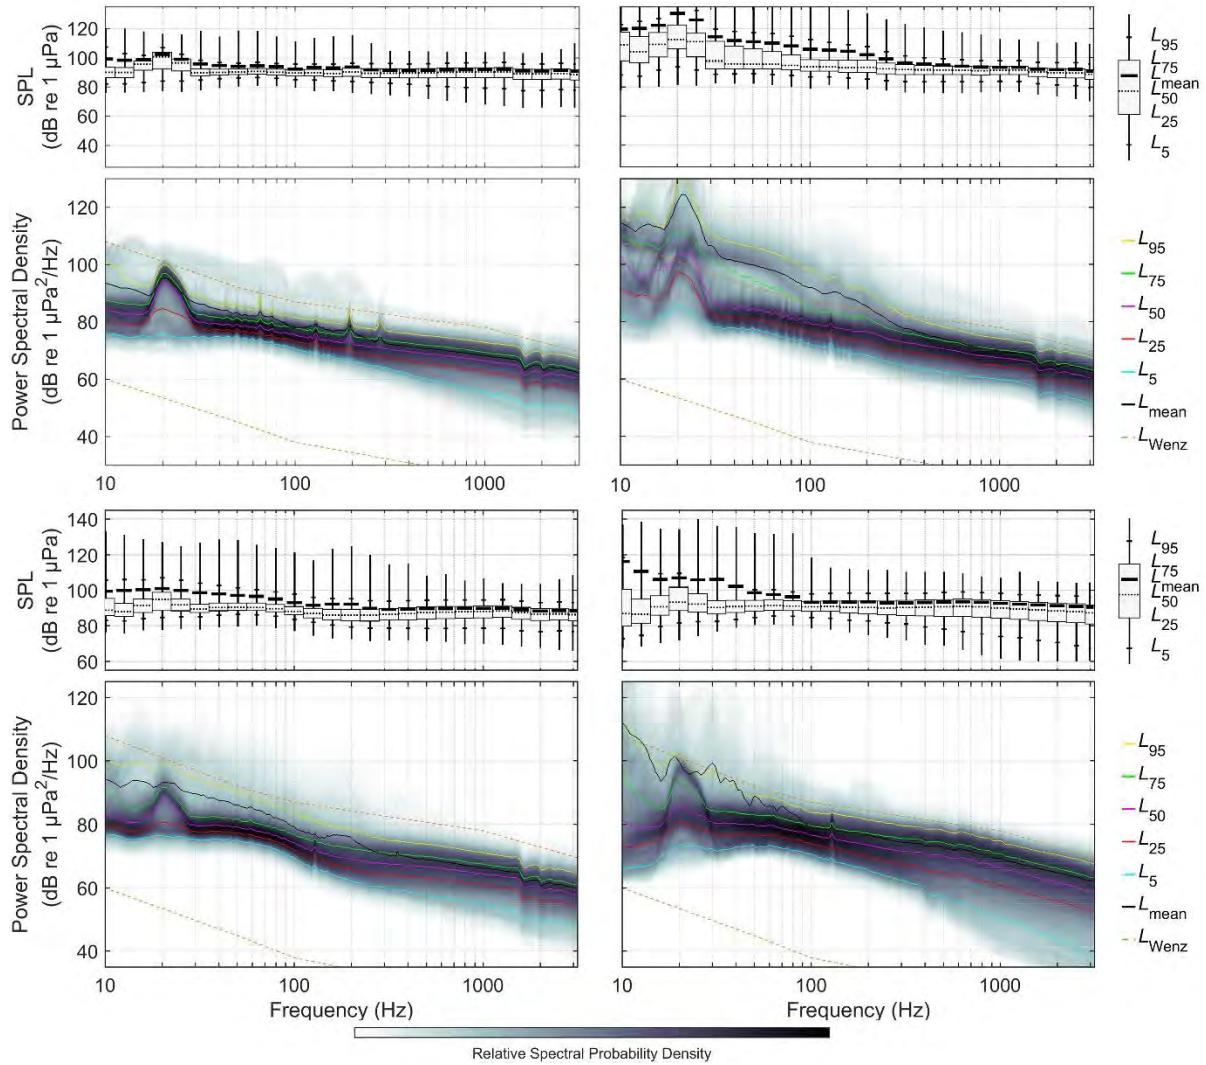 SPL
(dB re 1 µPa)
120
100
80
60
40
L95
L75
Lmean
L50
L25
L5
Power Spectral Density
(dB re 1 µPa²/Hz)
120
100
80
60
40
L95
L75
L50
L25
L5
Lmean
LWenz
10 100 1000 10 100 1000
SPL
(dB re 1 µPa)
140
120
100
80
60
L95
L75
Lmean
L50
L25
L5
Power Spectral Density
(dB re 1 µPa²/Hz)
120
100
80
60
40
L95
L75
L50
L25
L5
Lmean
LWenz
10 100 1000 10 100 1000
Frequency (Hz) Frequency (Hz)
Relative Spectral Probability Density